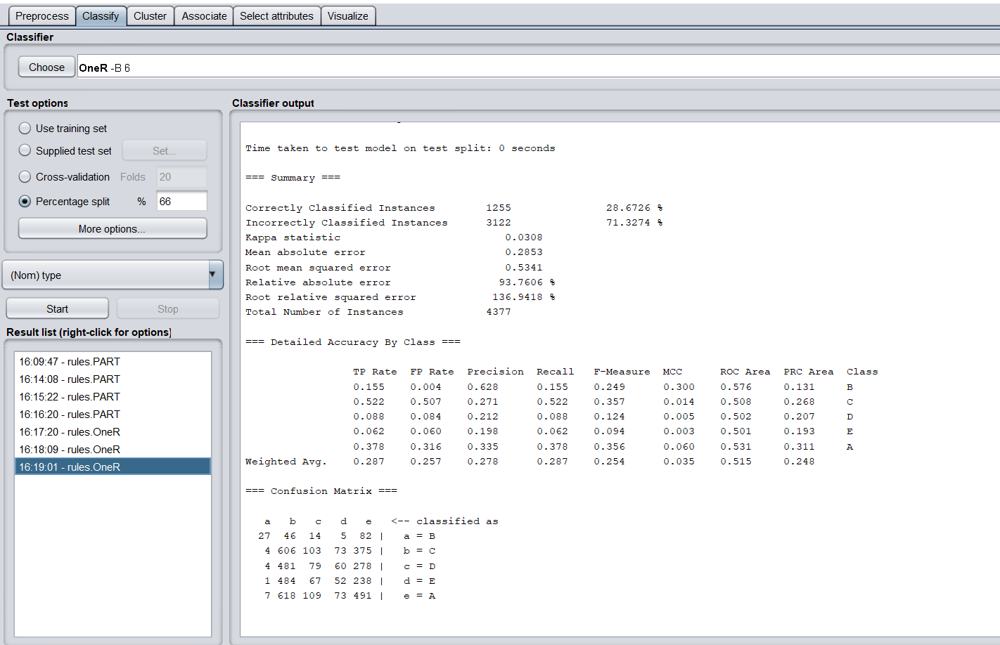 Preprocess Classify Cluster Associate Select attributes Visualize
Classifier
Choose OneR -B 6
Test options
Use training set
Supplied test set Set...
Cross-validation Folds 20
Percentage split % 66
More options...
(Nom) type
Start Stop
Result list (right-click for options)
16:09:47 - rules.PART
16:14:08 - rules.PART
16:15:22 - rules.PART
16:16:20 - rules.PART
16:17:20 - rules.OneR
16:18:09 - rules.OneR
16:19:01 - rules.OneR
Classifier output
Time taken to test model on test split: 0 seconds
=== Summary ===
Correctly Classified Instances 1255 28.6726 %
Incorrectly Classified Instances 3122 71.3274 %
Kappa statistic 0.0308
Mean absolute error 0.2853
Root mean squared error 0.5341
Relative absolute error 93.7606 %
Root relative squared error 136.9418 %
Total Number of Instances 4377
=== Detailed Accuracy By Class ===
TP Rate FP Rate Precision Recall F-Measure MCC ROC Area PRC Area Class
0.155 0.004 0.628 0.155 0.249 0.300 0.576 0.131 B
0.522 0.507 0.271 0.522 0.357 0.014 0.508 0.268 C
0.088 0.084 0.212 0.088 0.124 0.005 0.502 0.207 D
0.062 0.060 0.198 0.062 0.094 0.003 0.501 0.193 E
0.378 0.316 0.335 0.378 0.356 0.060 0.531 0.311 A
Weighted Avg. 0.287 0.257 0.278 0.287 0.254 0.035 0.515 0.248
=== Confusion Matrix ===
a b c d e <-- classified as
27 46 14 5 82 | a = B
4 606 103 73 375 | b = C
4 481 79 60 278 | c = D
1 484 67 52 238 | d = E
7 618 109 73 491 | e = A